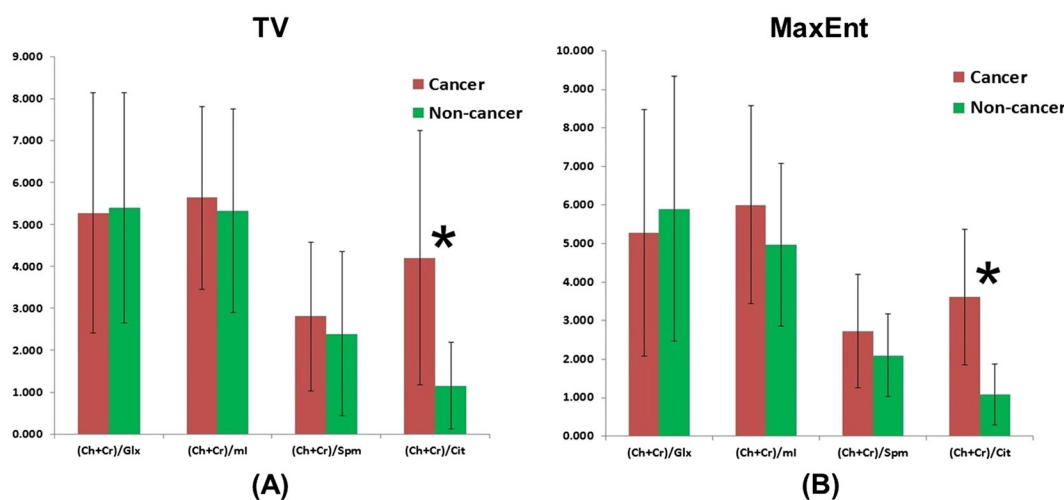 TV
9.000
8.000
7.000
6.000
5.000
4.000
3.000
2.000
1.000
0.000
Cancer
Non-cancer
*
(Ch+Cr)/Glx (Ch+Cr)/mI (Ch+Cr)/Spm (Ch+Cr)/Cit
(A)
MaxEnt
10.000
9.000
8.000
7.000
6.000
5.000
4.000
3.000
2.000
1.000
0.000
Cancer
Non-cancer
*
(Ch+Cr)/Glx (Ch+Cr)/mI (Ch+Cr)/Spm (Ch+Cr)/Cit
(B)